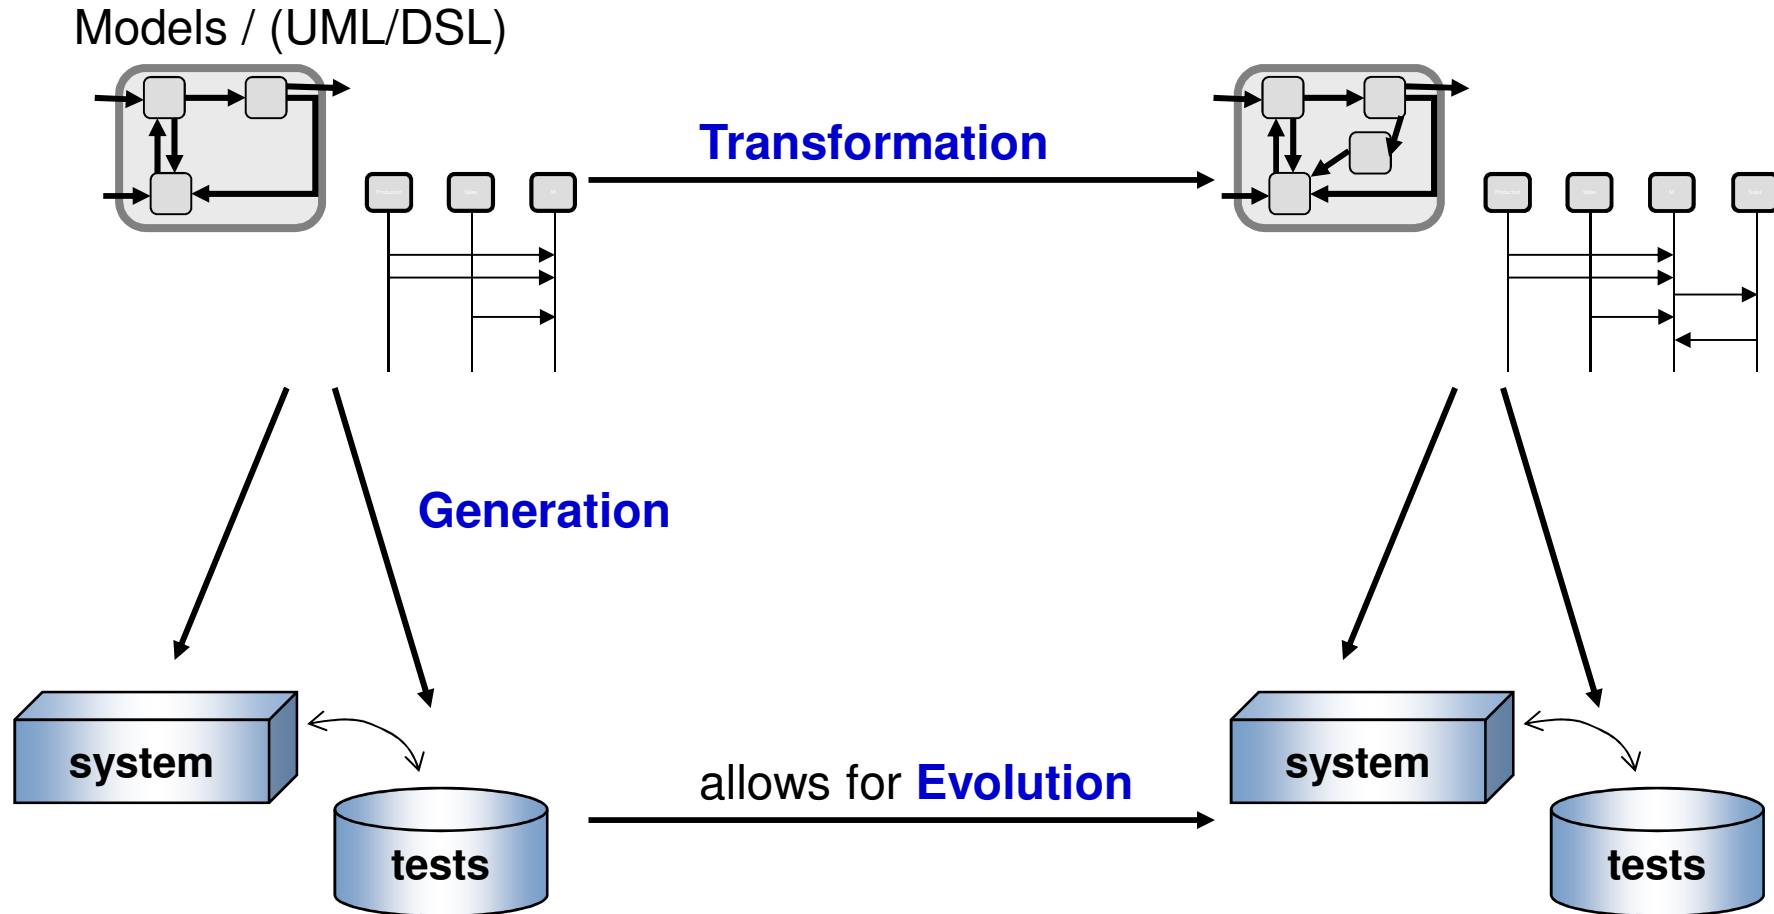 Models / (UML/DSL)
Transformation
Generation
system
tests
allows for Evolution
system
tests